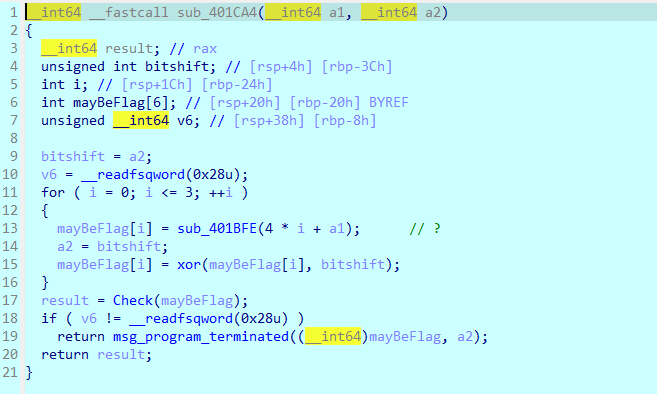 1 __int64 __fastcall sub_401CA4(__int64 a1, __int64 a2)
2 {
3   __int64 result; // rax
4   unsigned int bitshift; // [rsp+4h] [rbp-3Ch]
5   int i; // [rsp+1Ch] [rbp-24h]
6   int mayBeFlag[6]; // [rsp+20h] [rbp-20h] BYREF
7   unsigned __int64 v6; // [rsp+38h] [rbp-8h]
8
9   bitshift = a2;
10   v6 = __readfsqword(0x28u);
11   for ( i = 0; i <= 3; ++i )
12   {
13     mayBeFlag[i] = sub_401BFE(4 * i + a1);      // ?
14     a2 = bitshift;
15     mayBeFlag[i] = xor(mayBeFlag[i], bitshift);
16   }
17   result = Check(mayBeFlag);
18   if ( v6 != __readfsqword(0x28u) )
19     return msg_program_terminated((__int64)mayBeFlag, a2);
20   return result;
21 }